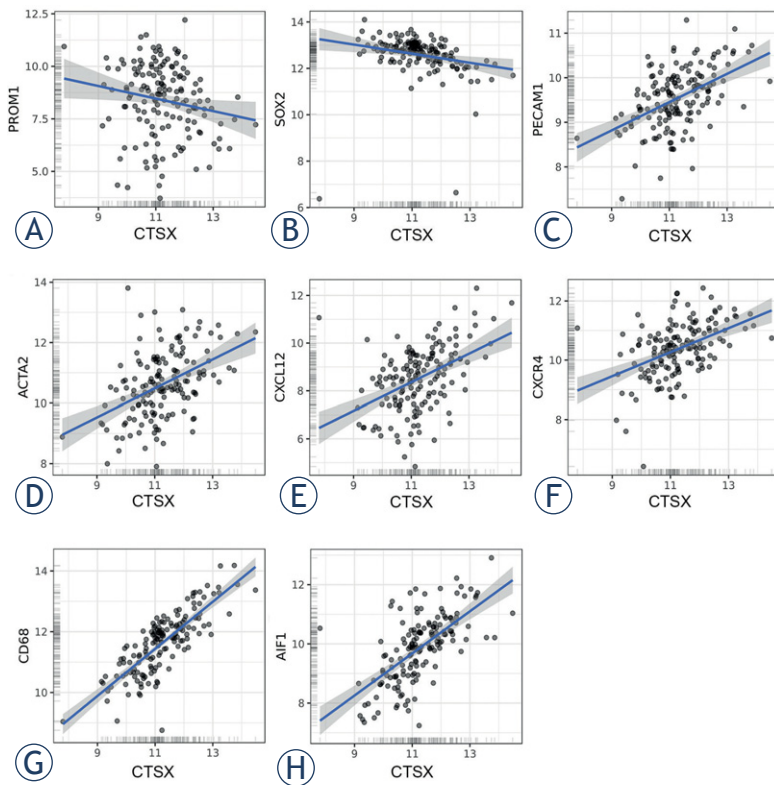 12.5
10.0
7.5
5.0
PROM1
9 11 13
CTSX
A
14
12
10
8
6
SOX2
9 11 13
CTSX
B
11
10
9
8
PECAM1
9 11 13
CTSX
C
14
12
10
8
ACTA2
9 11 13
CTSX
D
12
10
8
6
CXCL12
9 11 13
CTSX
E
12
10
8
CXCR4
9 11 13
CTSX
F
14
12
10
CD68
9 11 13
CTSX
G
12
10
8
AIF1
9 11 13
CTSX
H